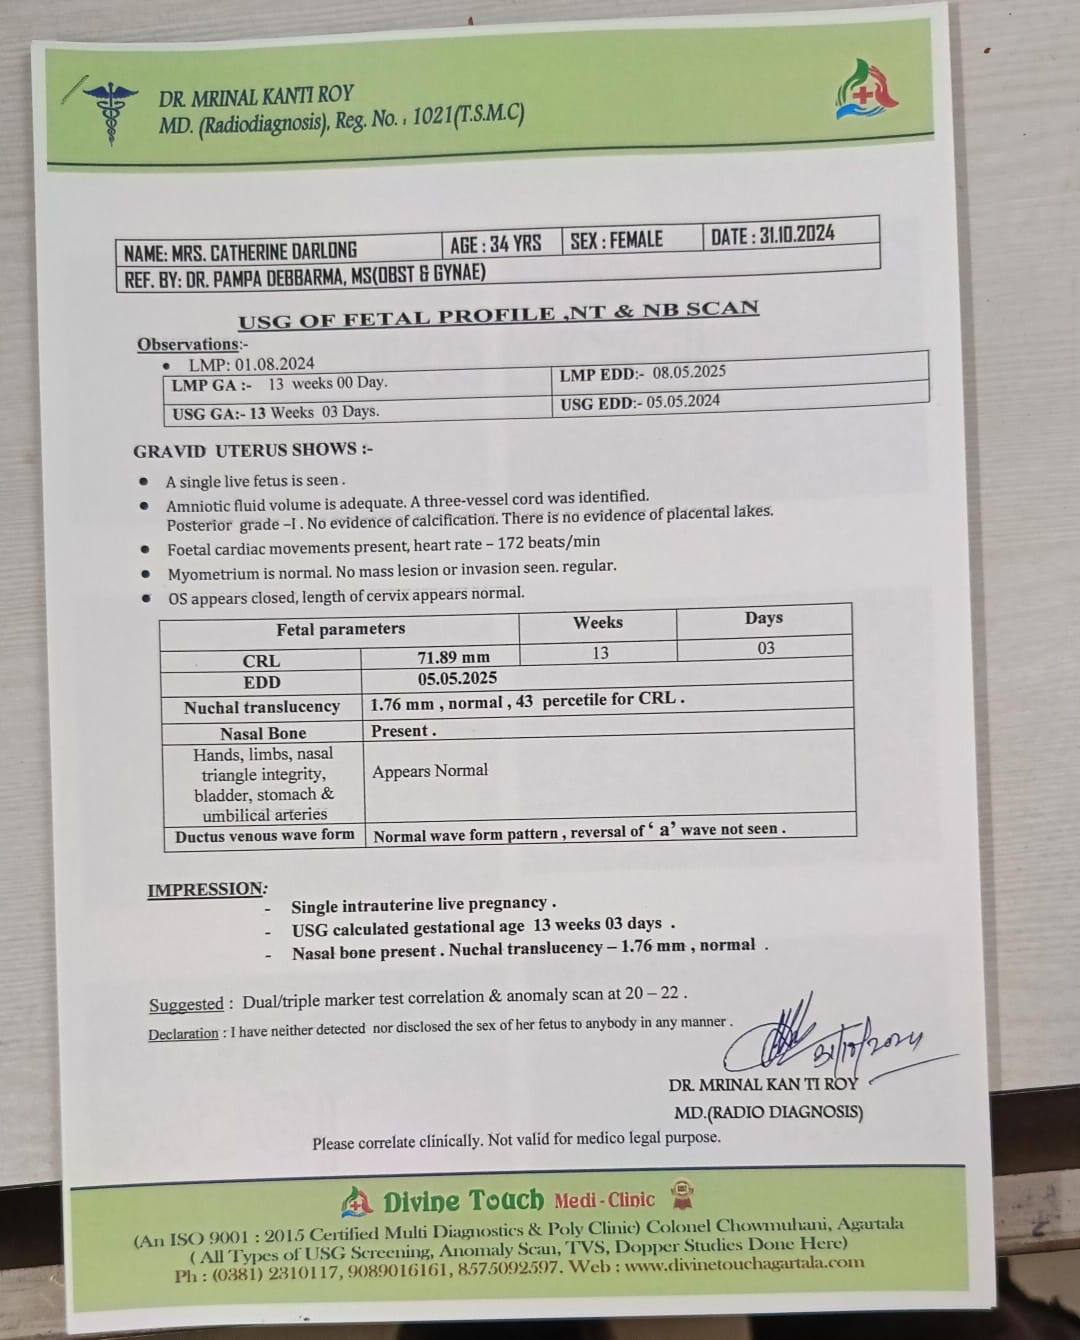 DR. MRINAL KANTI ROY
MD. (Radiodiagnosis), Reg. No. : 1021(T.S.M.C)
NAME: MRS. CATHERINE DARLONG AGE : 34 YRS SEX : FEMALE DATE : 31.10.2024
REF. BY: DR. PAMPA DEBBARMA, MS(OBST & GYNAE)
USG OF FETAL PROFILE ,NT & NB SCAN
Observations:-
• LMP: 01.08.2024
LMP GA :- 13 weeks 00 Day. LMP EDD:- 08.05.2025
USG GA:- 13 Weeks 03 Days. USG EDD:- 05.05.2024
GRAVID UTERUS SHOWS :-
• A single live fetus is seen .
• Amniotic fluid volume is adequate. A three-vessel cord was identified.
Posterior grade –I . No evidence of calcification. There is no evidence of placental lakes.
• Foetal cardiac movements present, heart rate – 172 beats/min
• Myometrium is normal. No mass lesion or invasion seen. regular.
• OS appears closed, length of cervix appears normal.
Fetal parameters Weeks Days
CRL 71.89 mm 13 03
EDD 05.05.2025
Nuchal translucency 1.76 mm , normal , 43 percetile for CRL .
Nasal Bone Present .
Hands, limbs, nasal
triangle integrity,
bladder, stomach &
umbilical arteries
Appears Normal
Ductus venous wave form Normal wave form pattern , reversal of ‘ a’ wave not seen .
IMPRESSION:
- Single intrauterine live pregnancy .
- USG calculated gestational age 13 weeks 03 days .
- Nasal bone present . Nuchal translucency – 1.76 mm , normal .
Suggested : Dual/triple marker test correlation & anomaly scan at 20 – 22 .
Declaration : I have neither detected nor disclosed the sex of her fetus to anybody in any manner .
31/10/2024
DR. MRINAL KAN TI ROY
MD.(RADIO DIAGNOSIS)
Please correlate clinically. Not valid for medico legal purpose.
Divine Touch Medi - Clinic
(An ISO 9001 : 2015 Certified Multi Diagnostics & Poly Clinic) Colonel Chowmuhani, Agartala
( All Types of USG Screening, Anomaly Scan, TVS, Dopper Studies Done Here)
Ph : (0381) 2310117, 9089016161, 8575092597. Web : www.divinetouchagartala.com